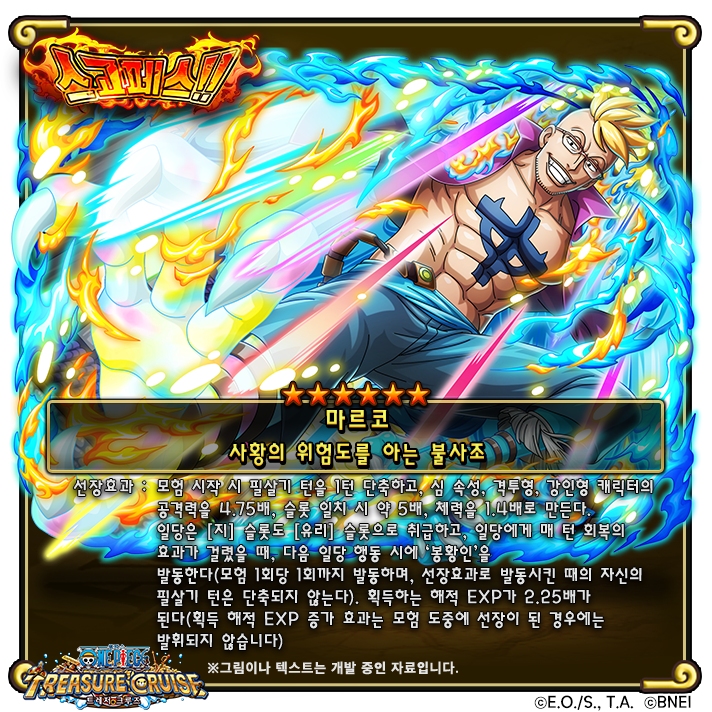 스고페스!!
마르코
사황의 위험도를 아는 불사조
선장효과 : 모험 시작 시 필살기 턴을 1턴 단축하고, 심 속성, 격투형, 강인형 캐릭터의
공격력을 4.75배, 슬롯 일치 시 약 5배, 체력을 1.4배로 만든다.
일당은 [지] 슬롯도 [유리] 슬롯으로 취급하고, 일당에게 매 턴 회복의
효과가 걸렸을 때, 다음 일당 행동 시에 '봉황인'을
발동한다(모험 1회당 1회까지 발동하며, 선장효과로 발동시킨 때의 자신의
필살기 턴은 단축되지 않는다). 획득하는 해적 EXP가 2.25배가
된다(획득 해적 EXP 증가 효과는 모험 도중에 선장이 된 경우에는
발휘되지 않습니다)
※그림이나 텍스트는 개발 중인 자료입니다.
ONE PIECE
TREASURE CRUISE
트레저 크루즈
©E.O./S., T.A. ©BNEI